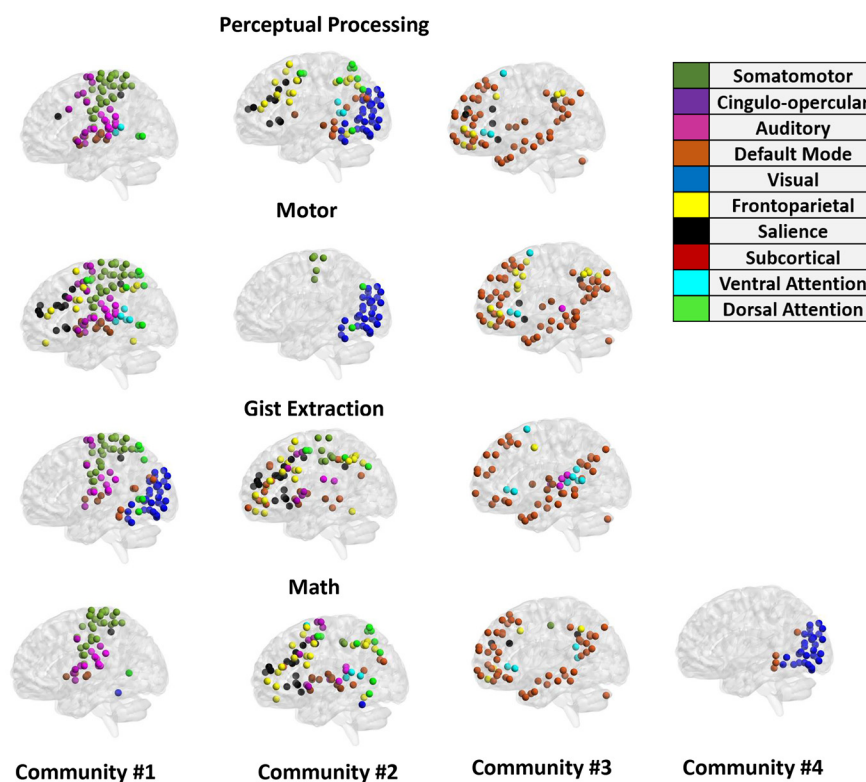 Perceptual Processing
Somatomotor
Cingulo-opercular
Auditory
Default Mode
Visual
Frontoparietal
Salience
Subcortical
Ventral Attention
Dorsal Attention
Motor
Gist Extraction
Math
Community #1
Community #2
Community #3
Community #4